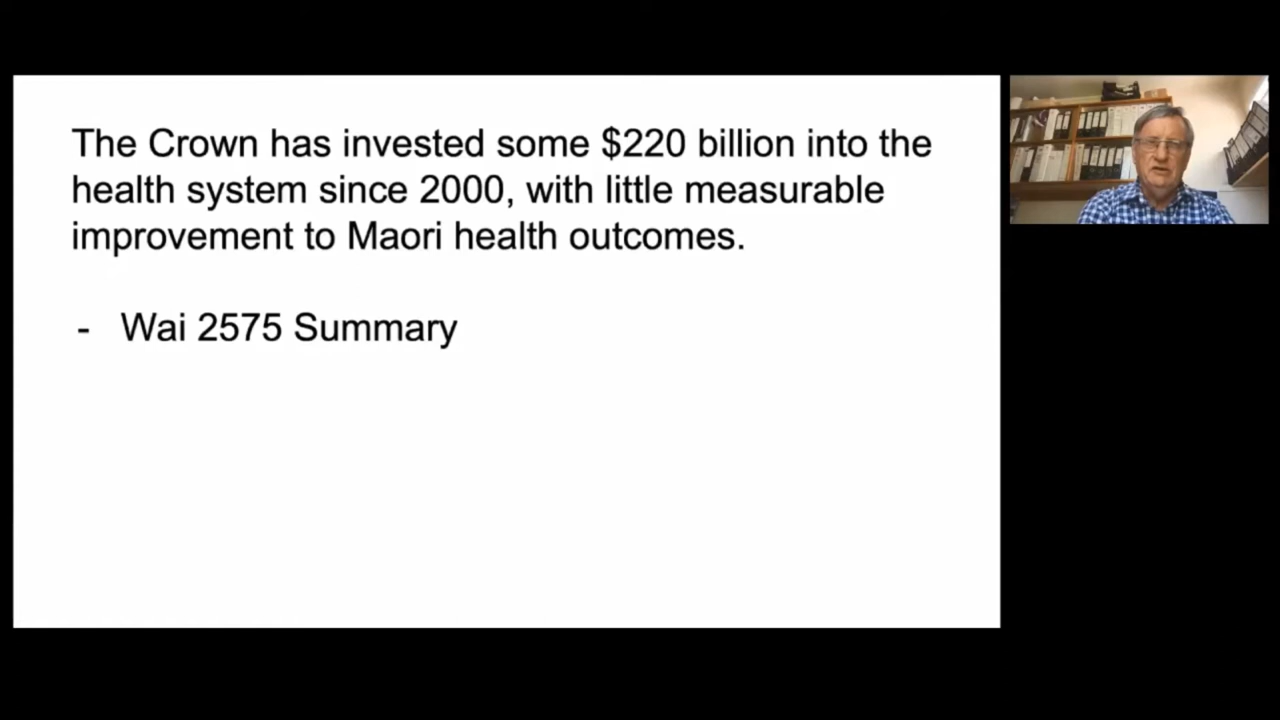 The Crown has invested some $220 billion into the
health system since 2000, with little measurable
improvement to Maori health outcomes.
- Wai 2575 Summary